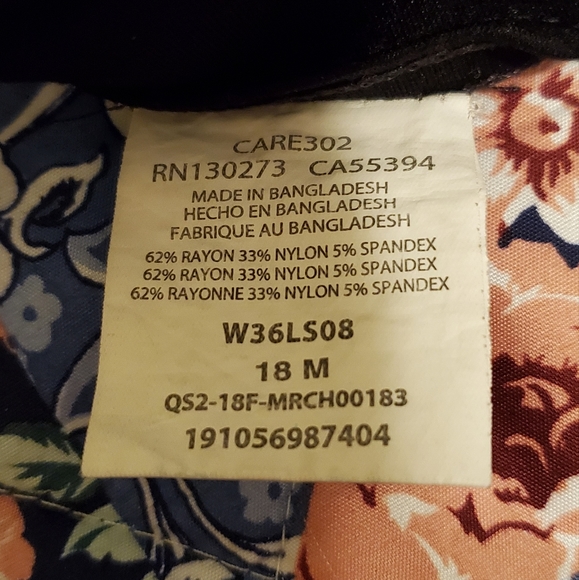 CARE302
RN130273 CA55394
MADE IN BANGLADESH
HECHO EN BANGLADESH
FABRIQUE AU BANGLADESH
62% RAYON 33% NYLON 5% SPANDEX
62% RAYON 33% NYLON 5% SPANDEX
62% RAYONNE 33% NYLON 5% SPANDEX
W36LS08
18 M
QS2-18F-MRCH00183
191056987404